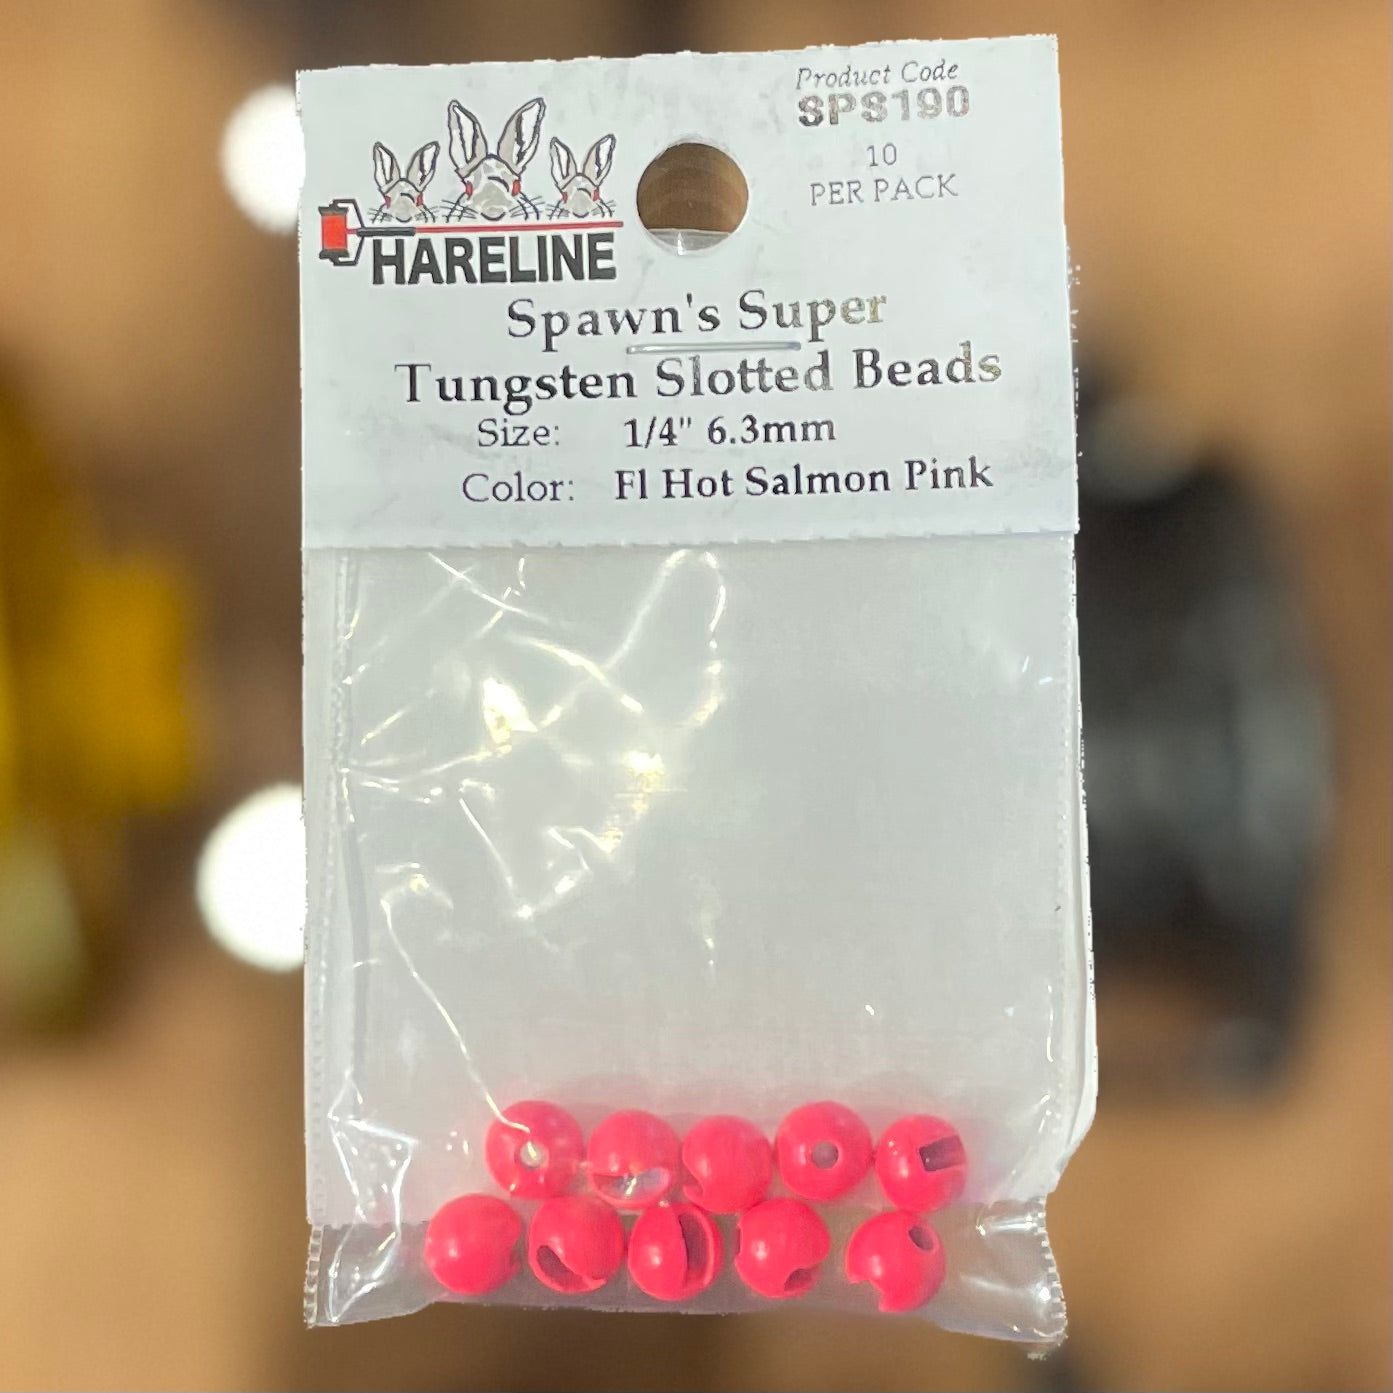 Product Code
SPS190
10
PER PACK
HARELINE
Spawn's Super
Tungsten Slotted Beads
Size: 1/4" 6.3mm
Color: Fl Hot Salmon Pink